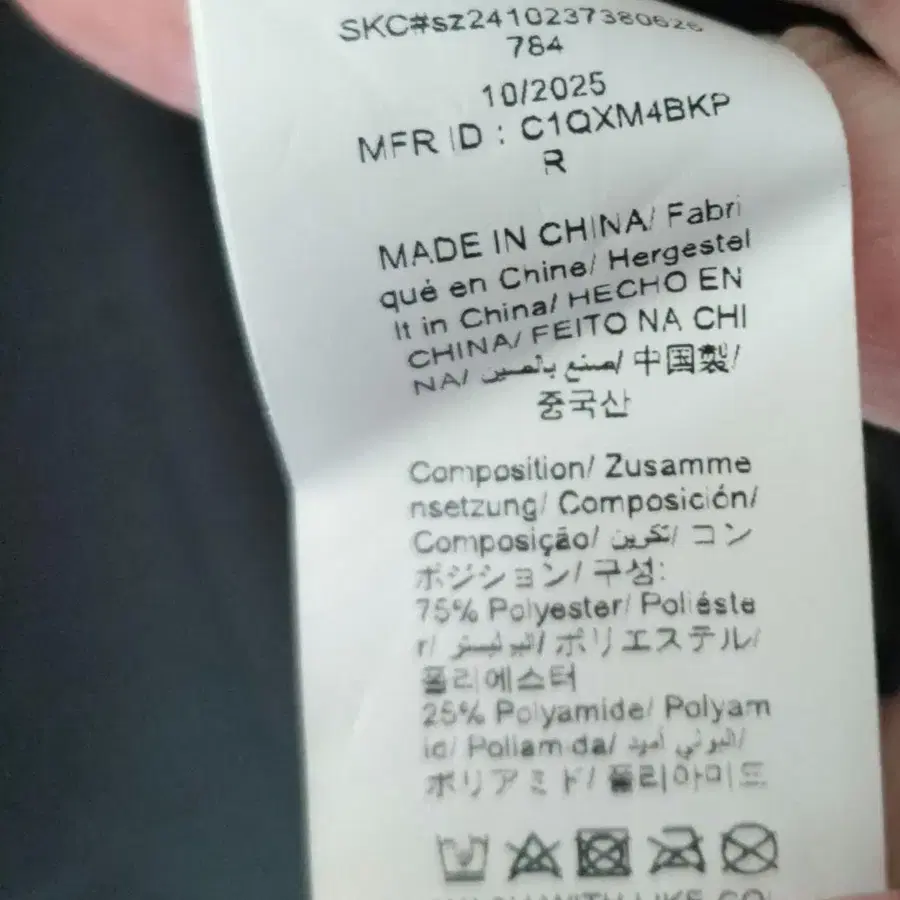 SKC#sz2410237380626
784
10/2025
MFR ID : C1QXM4BKP
R
MADE IN CHINA/ Fabri
qué en Chine/ Hergestel
lt in China/ HECHO EN
CHINA/ FEITO NA CHI
NA/ صنع بالصين/ 中国製/
중국산
Composition/ Zusamme
nsetzung/ Composición/
Composição/ تكوين/ コン
ポジション/ 구성:
75% Polyester/ Poliéste
r/ البوليستر/ ポリエステル/
폴리에스터
25% Polyamide/ Polyam
id/ Poliamida/ البولي أميد/
ポリアミド/ 폴리아미드